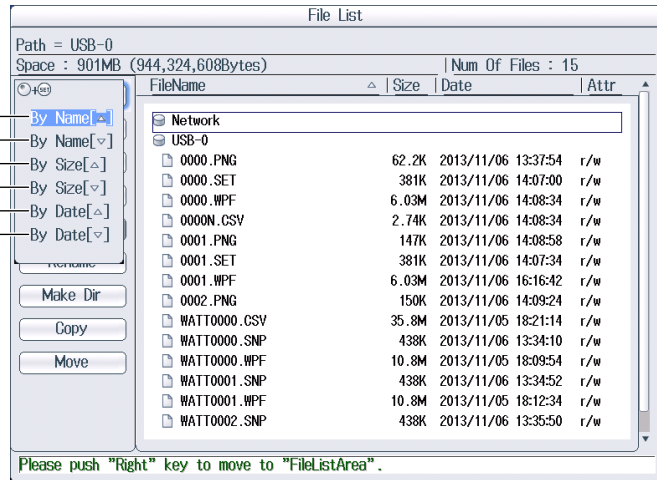 File List
Path = USB-0
Space : 901MB (944,324,608Bytes) Num Of Files : 15
FileName △ Size Date Attr
+SET
By Name[△]
By Name[▽]
By Size[△]
By Size[▽]
By Date[△]
By Date[▽]
Rename
Make Dir
Copy
Move
Network
USB-0
0000.PNG 62.2K 2013/11/06 13:37:54 r/w
0000.SET 381K 2013/11/06 14:07:00 r/w
0000.WPF 6.03M 2013/11/06 14:08:34 r/w
0000N.CSV 2.74K 2013/11/06 14:08:34 r/w
0001.PNG 147K 2013/11/06 14:08:58 r/w
0001.SET 381K 2013/11/06 14:07:34 r/w
0001.WPF 6.03M 2013/11/06 16:16:42 r/w
0002.PNG 150K 2013/11/06 14:09:24 r/w
WATT0000.CSV 35.8M 2013/11/05 18:21:14 r/w
WATT0000.SNP 438K 2013/11/06 13:34:10 r/w
WATT0000.WPF 10.8M 2013/11/05 18:09:54 r/w
WATT0001.SNP 438K 2013/11/06 13:34:52 r/w
WATT0001.WPF 10.8M 2013/11/05 18:12:34 r/w
WATT0002.SNP 438K 2013/11/06 13:35:50 r/w
Please push "Right" key to move to "FileListArea".